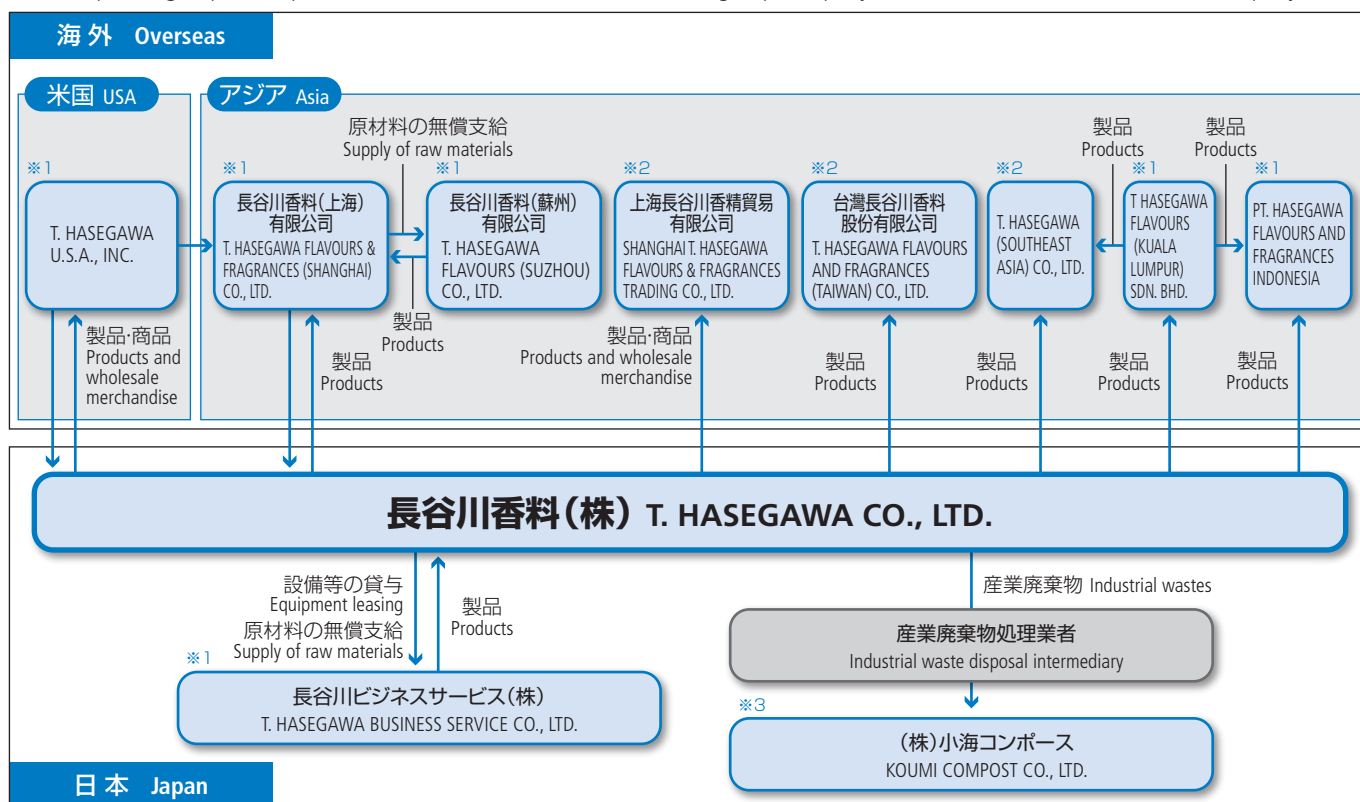 海外 Overseas
米国 USA
アジア Asia
原材料の無償支給
Supply of raw materials
製品
Products
製品
Products
※1
※1
※1
※2
※2
※2
※1
※1
T. HASEGAWA
U.S.A., INC.
長谷川香料(上海)
有限公司
T. HASEGAWA FLAVOURS &
FRAGRANCES (SHANGHAI)
CO., LTD.
長谷川香料(蘇州)
有限公司
T. HASEGAWA
FLAVOURS (SUZHOU)
CO., LTD.
上海長谷川香精貿易
有限公司
SHANGHAI T. HASEGAWA
FLAVOURS & FRAGRANCES
TRADING CO., LTD.
台灣長谷川香料
股份有限公司
T. HASEGAWA FLAVOURS
AND FRAGRANCES
(TAIWAN) CO., LTD.
T. HASEGAWA
(SOUTHEAST
ASIA) CO., LTD.
T HASEGAWA
FLAVOURS
(KUALA
LUMPUR)
SDN. BHD.
PT. HASEGAWA
FLAVOURS AND
FRAGRANCES
INDONESIA
製品・商品
Products and
wholesale
merchandise
製品
Products
製品
Products
製品・商品
Products and wholesale
merchandise
製品
Products
製品
Products
製品
Products
製品
Products
長谷川香料(株) T. HASEGAWA CO., LTD.
設備等の貸与
Equipment leasing
原材料の無償支給
Supply of raw materials
製品
Products
産業廃棄物 Industrial wastes
産業廃棄物処理業者
Industrial waste disposal intermediary
※1
長谷川ビジネスサービス(株)
T. HASEGAWA BUSINESS SERVICE CO., LTD.
※3
(株)小海コンポース
KOUMI COMPOST CO., LTD.
日本 Japan